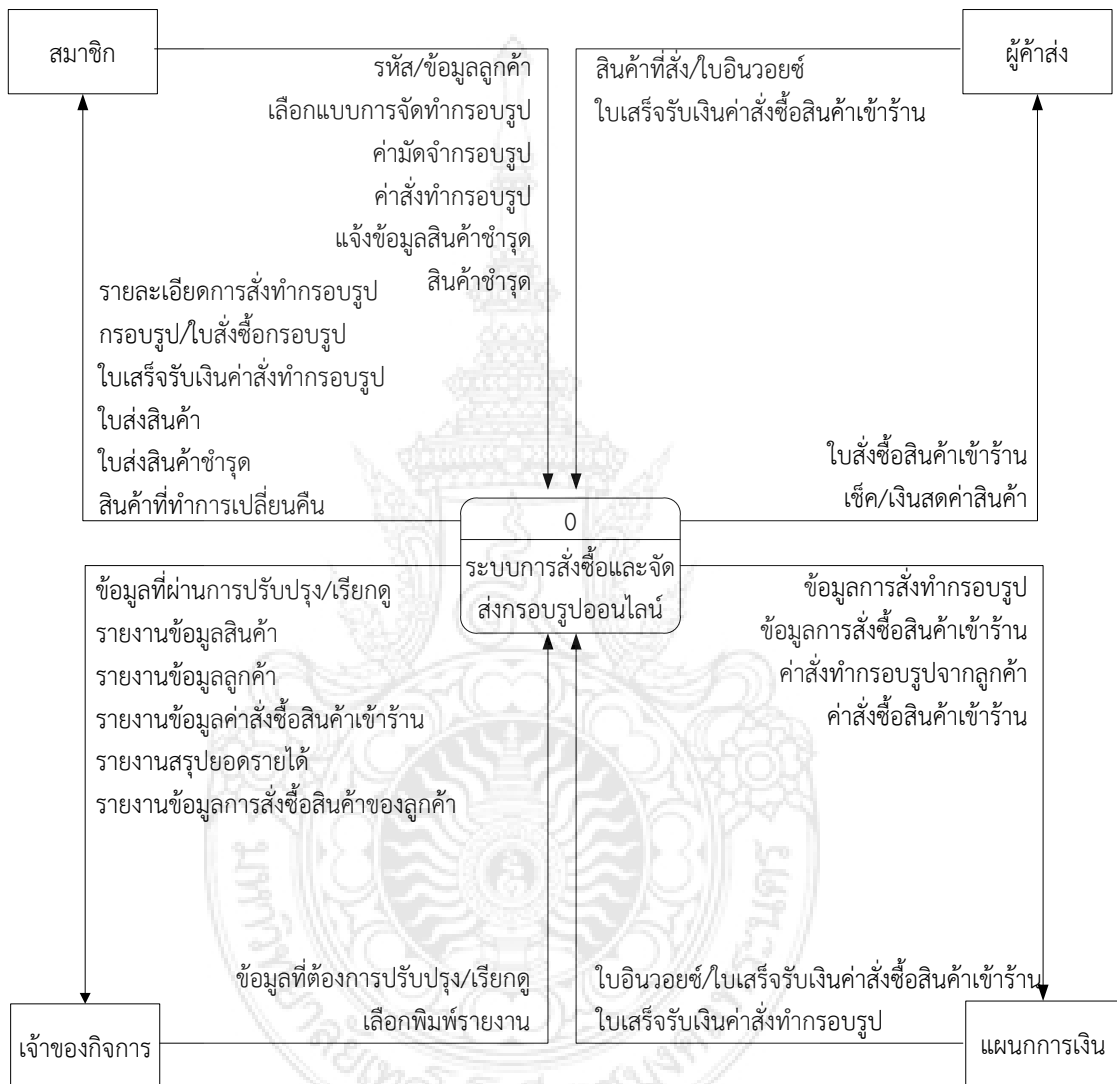 สมาชิก
ผู้ค้าส่ง
รหัส/ข้อมูลลูกค้า
เลือกแบบการจัดทำกรอบรูป
ค่ามัดจำกรอบรูป
ค่าสั่งทำกรอบรูป
แจ้งข้อมูลสินค้าชำรุด
สินค้าชำรุด
สินค้าที่สั่ง/ใบอินวอยซ์
ใบเสร็จรับเงินค่าสั่งซื้อสินค้าเข้าร้าน
รายละเอียดการสั่งทำกรอบรูป
กรอบรูป/ใบสั่งซื้อกรอบรูป
ใบเสร็จรับเงินค่าสั่งทำกรอบรูป
ใบส่งสินค้า
ใบส่งสินค้าชำรุด
สินค้าที่ทำการเปลี่ยนคืน
ใบสั่งซื้อสินค้าเข้าร้าน
เช็ค/เงินสดค่าสินค้า
0
ระบบการสั่งซื้อและจัด
ส่งกรอบรูปออนไลน์
ข้อมูลที่ผ่านการปรับปรุง/เรียกดู
รายงานข้อมูลสินค้า
รายงานข้อมูลลูกค้า
รายงานข้อมูลค่าสั่งซื้อสินค้าเข้าร้าน
รายงานสรุปยอดรายได้
รายงานข้อมูลการสั่งซื้อสินค้าของลูกค้า
ข้อมูลการสั่งทำกรอบรูป
ข้อมูลการสั่งซื้อสินค้าเข้าร้าน
ค่าสั่งทำกรอบรูปจากลูกค้า
ค่าสั่งซื้อสินค้าเข้าร้าน
ข้อมูลที่ต้องการปรับปรุง/เรียกดู
เลือกพิมพ์รายงาน
ใบอินวอยซ์/ใบเสร็จรับเงินค่าสั่งซื้อสินค้าเข้าร้าน
ใบเสร็จรับเงินค่าสั่งทำกรอบรูป
เจ้าของกิจการ
แผนกการเงิน